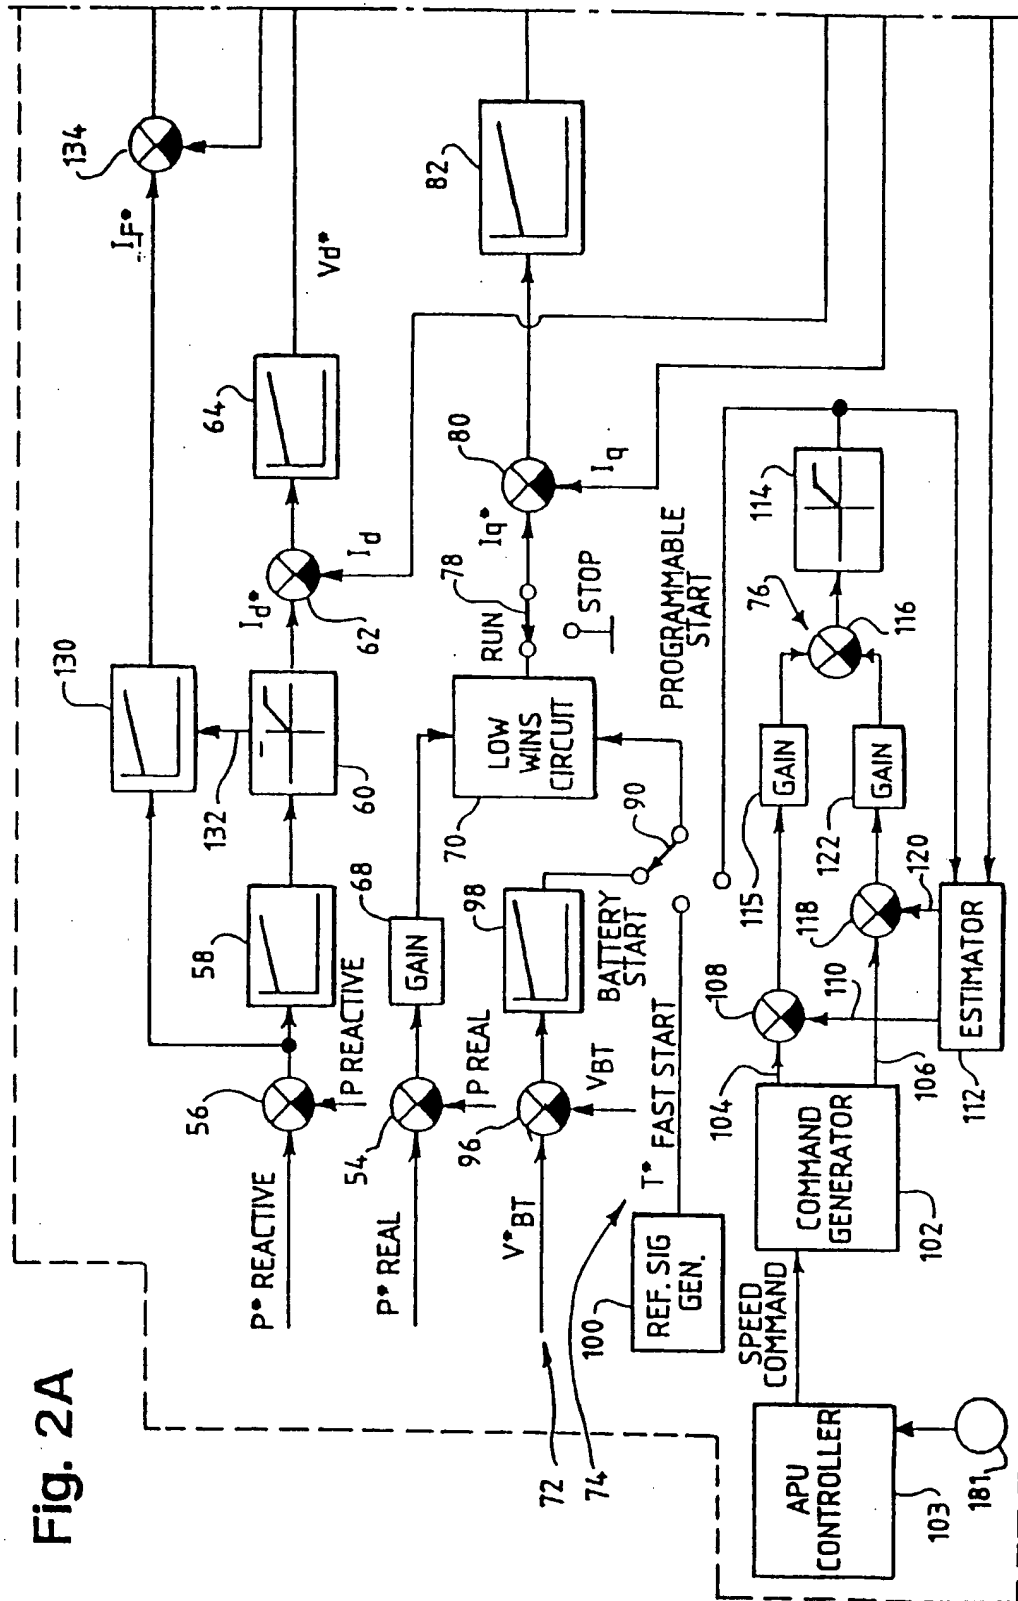 Fig. 2A
134
IF*
Vd*
130
132
64
Id*
62
Id
60
58
56
P REACTIVE
P* REACTIVE
82
80
Iq*
Iq
78
RUN
STOP
LOW
WINS
CIRCUIT
70
68
GAIN
54
P REAL
P* REAL
98
96
VBT
V*BT
BATTERY
START
90
PROGRAMMABLE
START
FAST START
T*
100
REF. SIG
GEN.
72
74
114
76
116
115
GAIN
GAIN
122
118
120
108
110
104
106
ESTIMATOR
112
COMMAND
GENERATOR
102
SPEED
COMMAND
APU
CONTROLLER
103
181